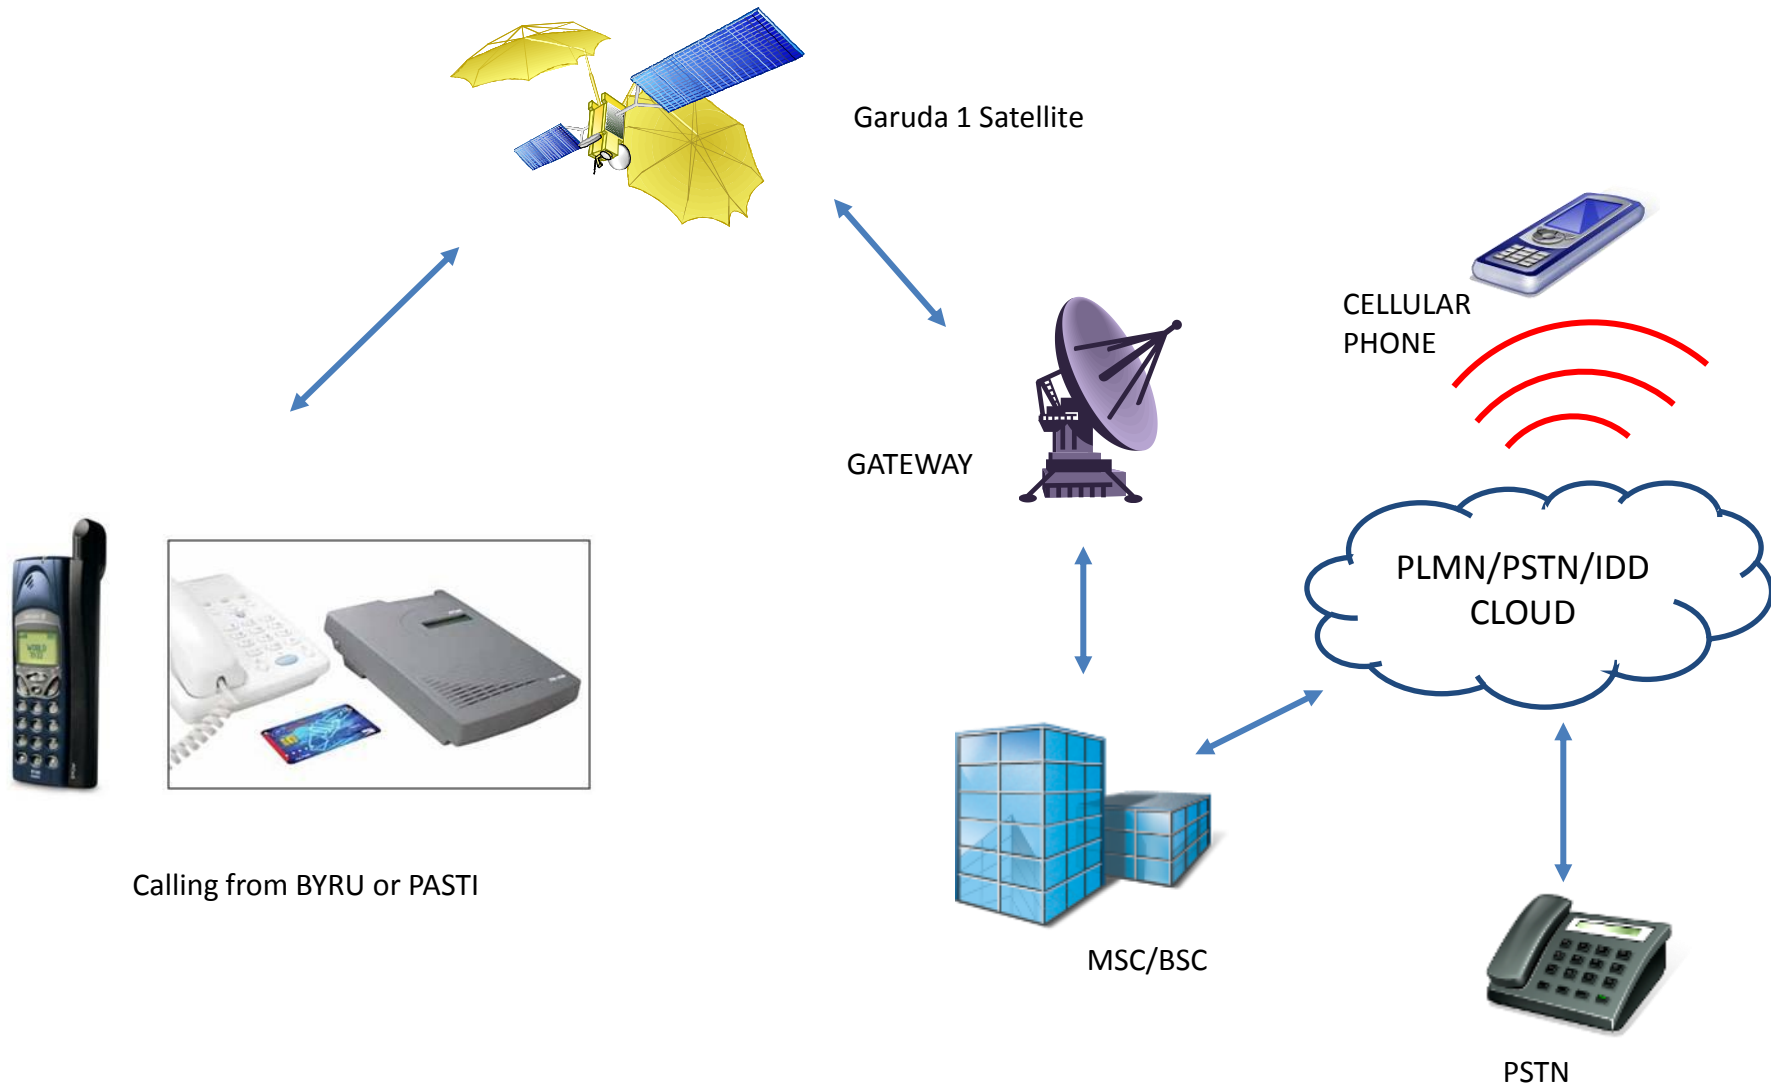 Garuda 1 Satellite
CELLULAR
PHONE
GATEWAY
PLMN/PSTN/IDD
CLOUD
Calling from BYRU or PASTI
MSC/BSC
PSTN